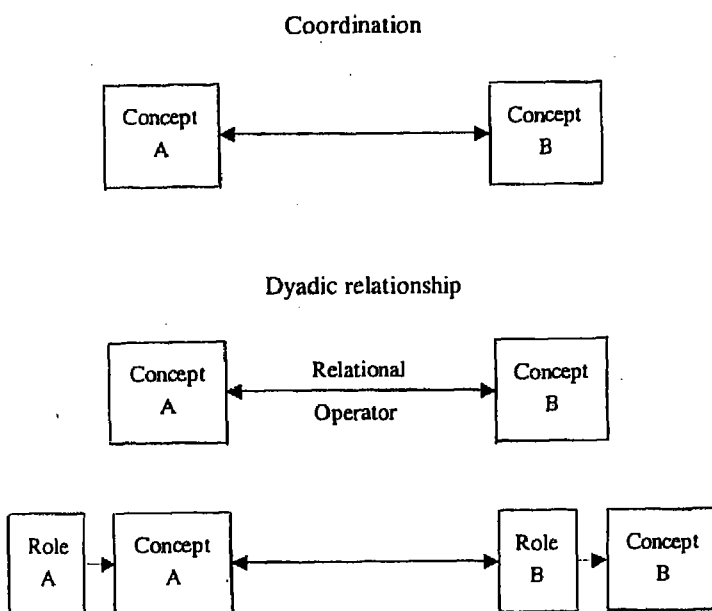 Coordination
Concept
A
Concept
B
Dyadic relationship
Concept
A
Relational
Operator
Concept
B
Role
A
Concept
A
Role
B
Concept
B